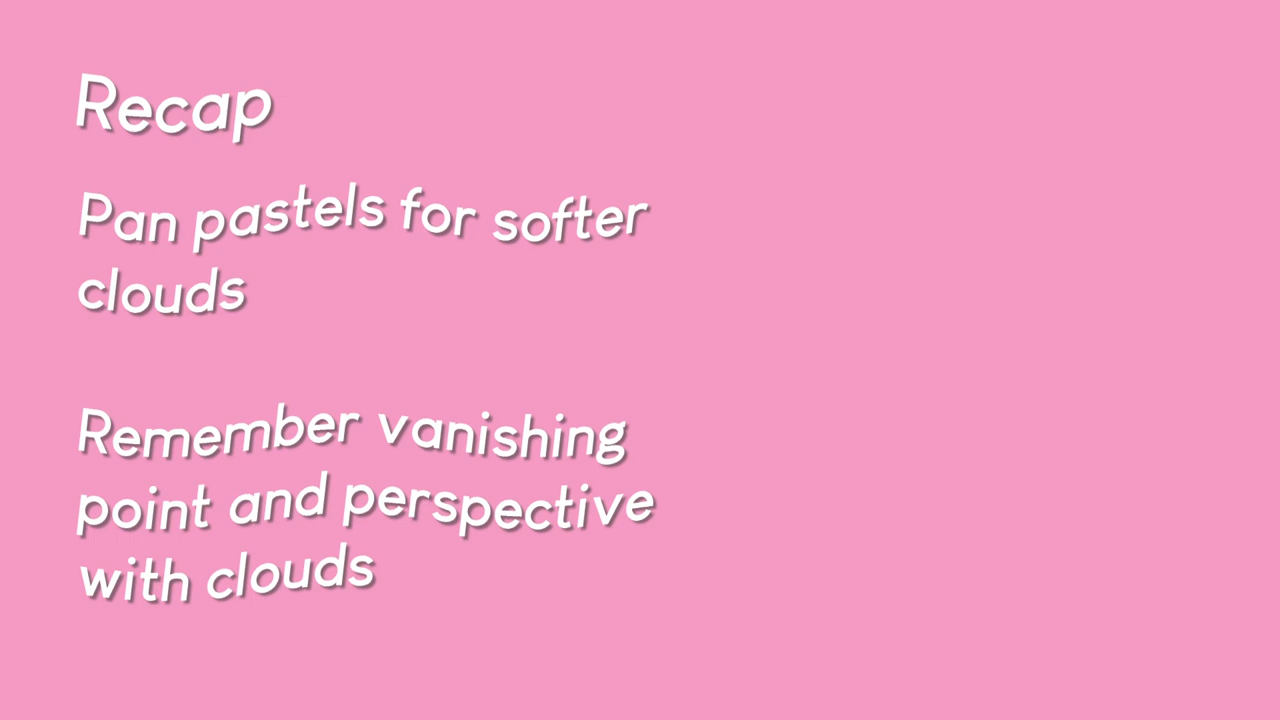 Recap
Pan pastels for softer
clouds
Remember vanishing
point and perspective
with clouds